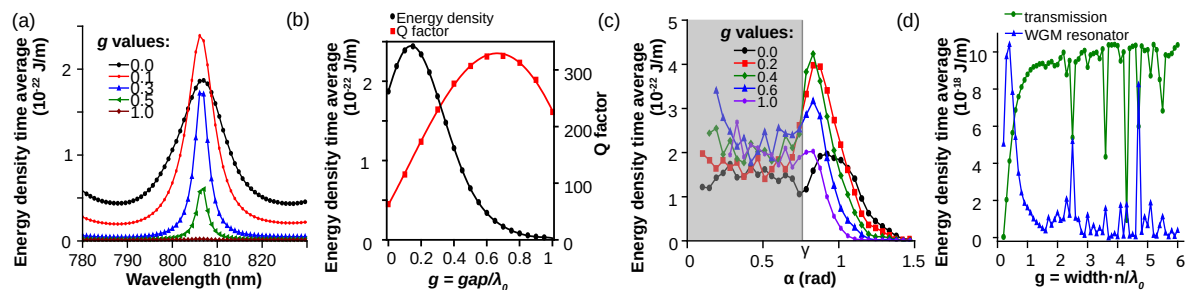 (a)
Energy density time average
(10⁻²² J/m)
g values:
0.0
0.1
0.3
0.5
1.0
2
1
0
780 790 800 810 820
Wavelength (nm)
(b)
Energy density
Q factor
Energy density time average
(10⁻²² J/m)
2
1
0
0 0.2 0.4 0.6 0.8 1.0
g = gap/λ₀
300
200
100
0
Q factor
(c)
Energy density time average
(10⁻²² J/m)
g values:
0.0
0.2
0.4
0.6
1.0
5
4
3
2
1
0
0 0.5 γ 1 1.5
α (rad)
(d)
transmission
WGM resonator
Energy density time average
(10⁻¹⁸ J/m)
10
8
6
4
2
0
0 1 2 3 4 5 6
g = width·n/λ₀